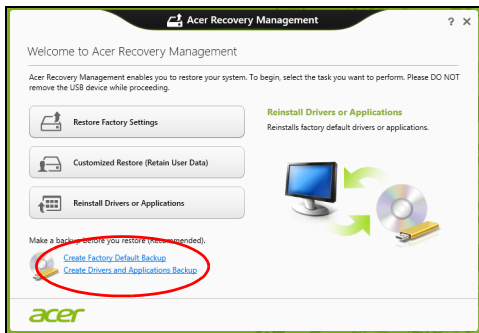 Acer Recovery Management
? ×
Welcome to Acer Recovery Management
Acer Recovery Management enables you to restore your system. To begin, select the task you want to perform. Please DO NOT
remove the USB device while proceeding.
Restore Factory Settings
Customized Restore (Retain User Data)
Reinstall Drivers or Applications
Reinstall Drivers or Applications
Reinstalls factory default drivers or applications.
Make a backup before you restore (Recommended).
Create Factory Default Backup
Create Drivers and Applications Backup
acer